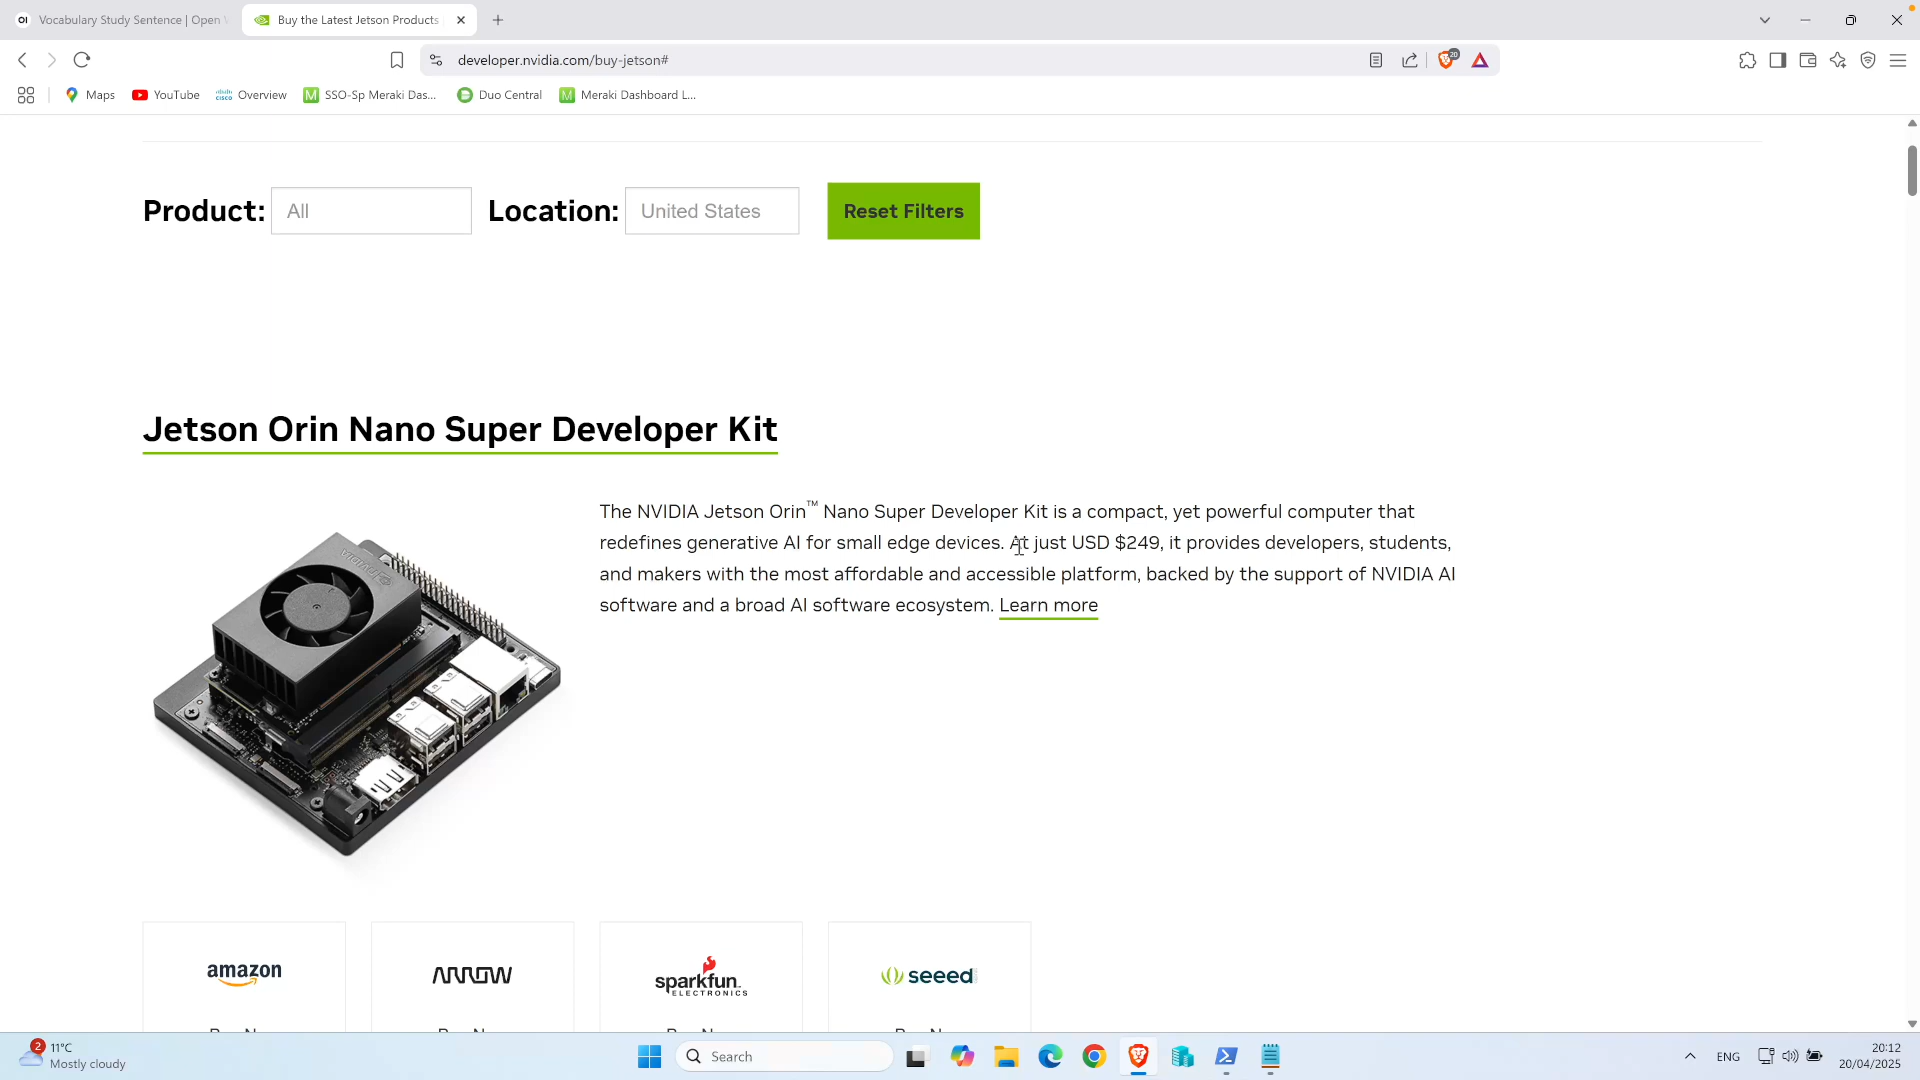 OI Vocabulary Study Sentence | Open
Buy the Latest Jetson Products
developer.nvidia.com/buy-jetson#
20
Maps
YouTube
Overview
SSO-Sp Meraki Das...
Duo Central
Meraki Dashboard L...
Product: All Location: United States Reset Filters
Jetson Orin Nano Super Developer Kit
The NVIDIA Jetson Orin™ Nano Super Developer Kit is a compact, yet powerful computer that
redefines generative AI for small edge devices. At just USD $249, it provides developers, students,
and makers with the most affordable and accessible platform, backed by the support of NVIDIA AI
software and a broad AI software ecosystem. Learn more
amazon
ARROW
sparkfun
ELECTRONICS
seeed
2
11°C
Mostly cloudy
Search
ENG
20:12
20/04/2025